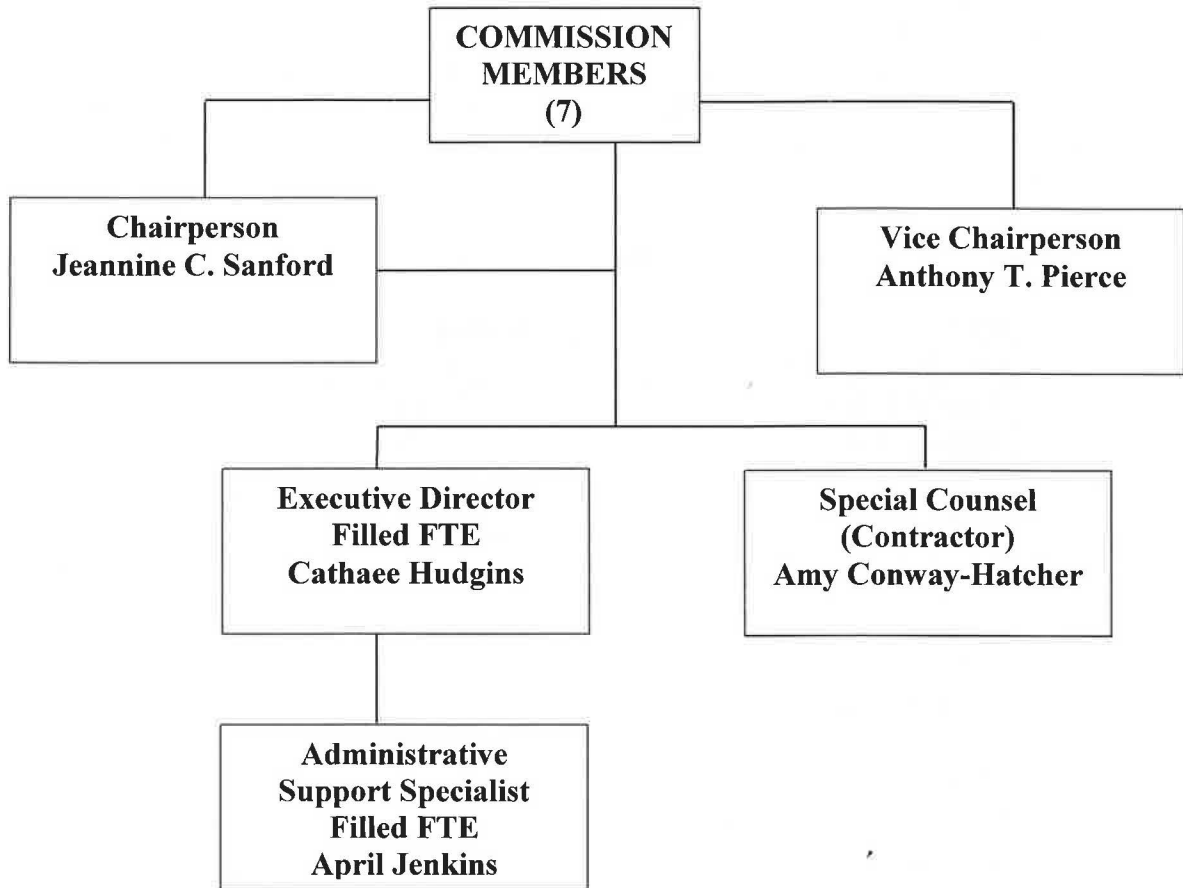 COMMISSION
MEMBERS
(7)
Chairperson
Jeannine C. Sanford
Vice Chairperson
Anthony T. Pierce
Executive Director
Filled FTE
Cathaee Hudgins
Special Counsel
(Contractor)
Amy Conway-Hatcher
Administrative
Support Specialist
Filled FTE
April Jenkins